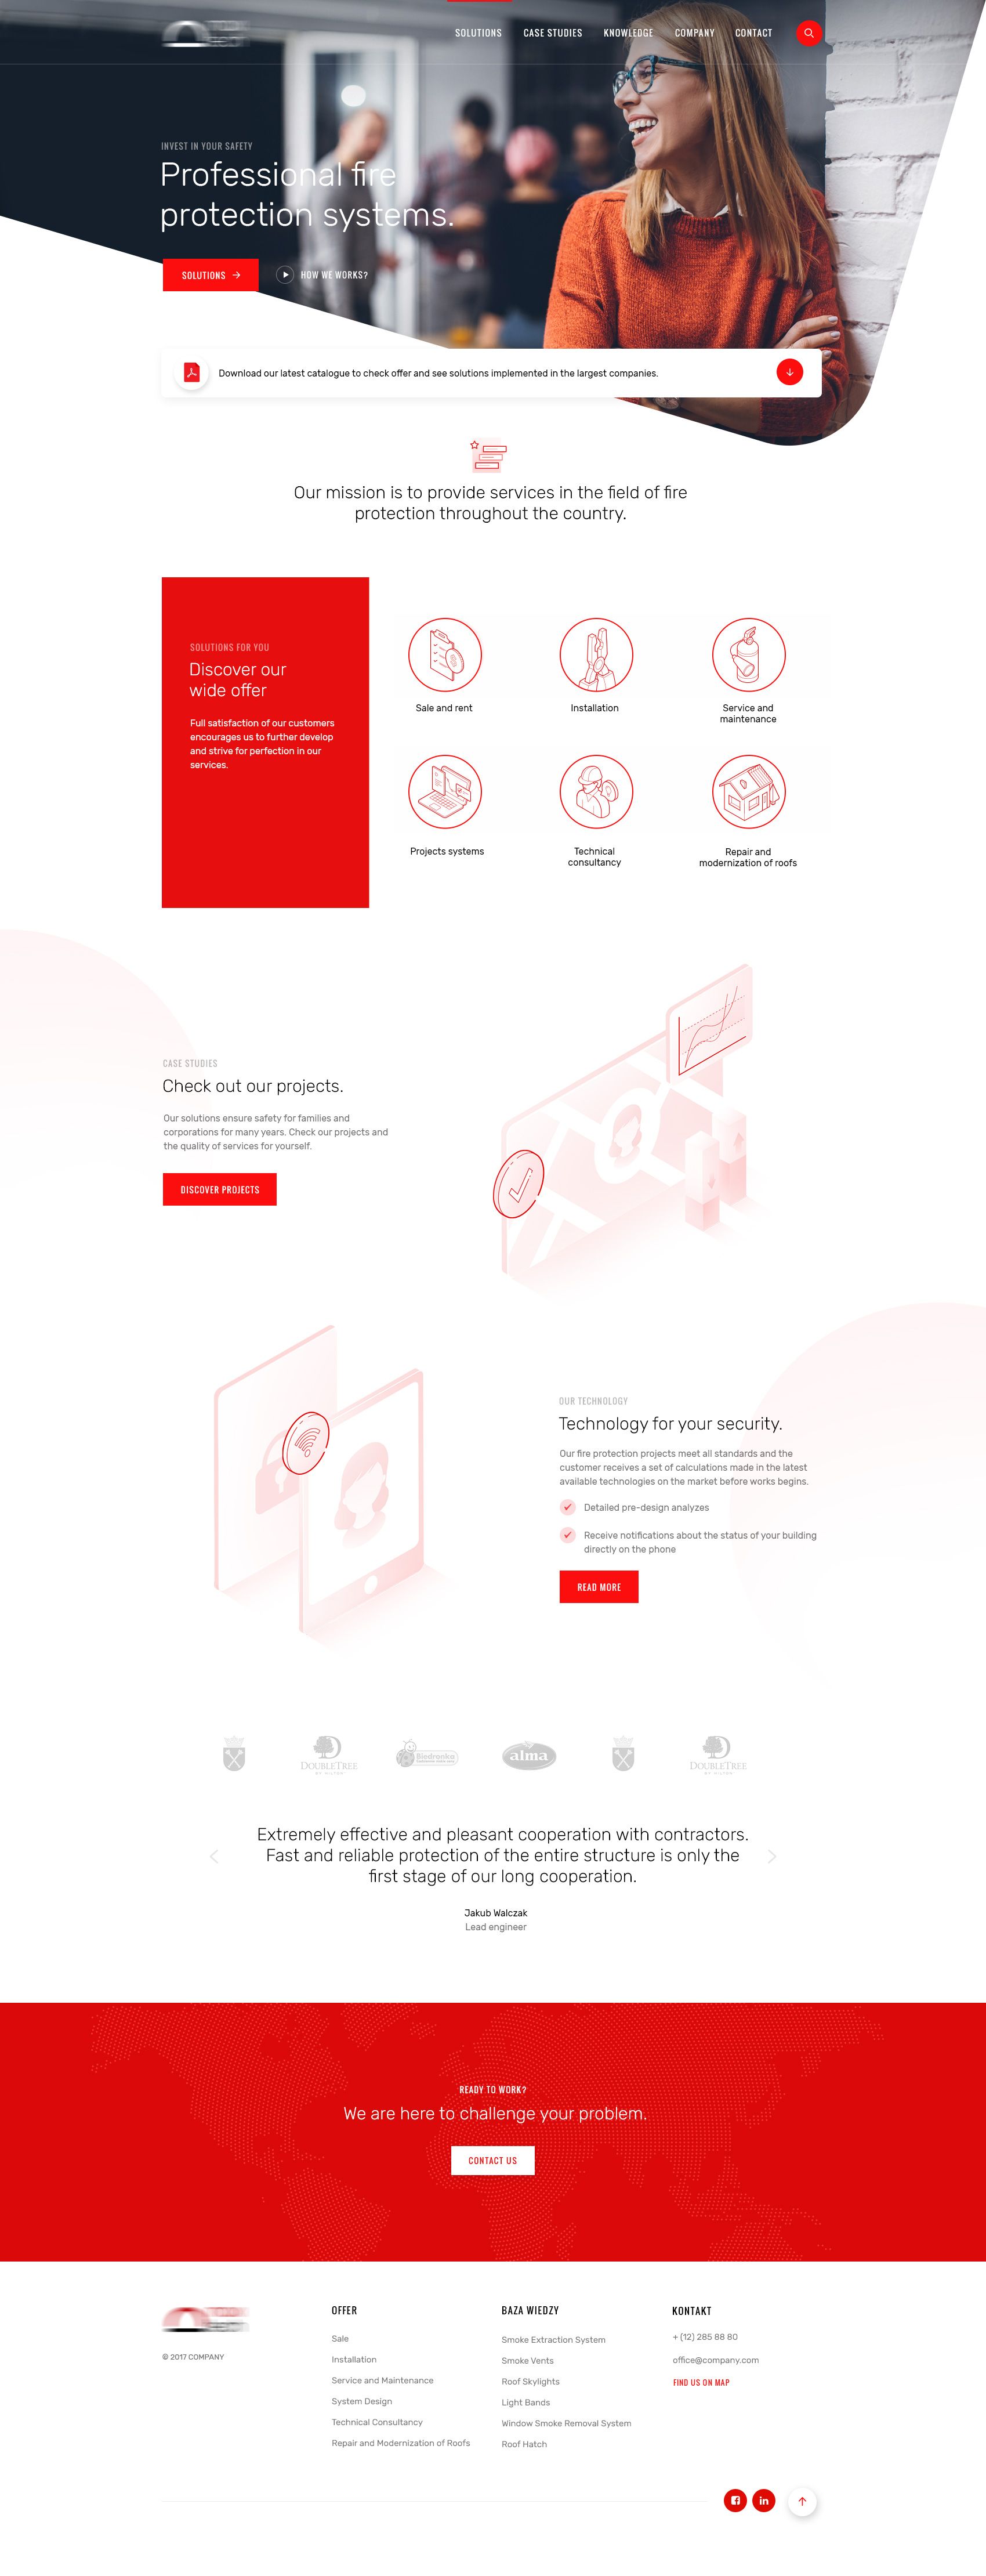 SOLUTIONS
CASE STUDIES
KNOWLEDGE
COMPANY
CONTACT
INVEST IN YOUR SAFETY
Professional fire
protection systems.
SOLUTIONS
HOW WE WORKS?
Download our latest catalogue to check offer and see solutions implemented in the largest companies.
Our mission is to provide services in the field of fire
protection throughout the country.
SOLUTIONS FOR YOU
Discover our
wide offer
Full satisfaction of our customers
encourages us to further develop
and strive for perfection in our
services.
Sale and rent
Installation
Service and
maintenance
Projects systems
Technical
consultancy
Repair and
modernization of roofs
CASE STUDIES
Check out our projects.
Our solutions ensure safety for families and
corporations for many years. Check our projects and
the quality of services for yourself.
DISCOVER PROJECTS
OUR TECHNOLOGY
Technology for your security.
Our fire protection projects meet all standards and the
customer receives a set of calculations made in the latest
available technologies on the market before works begins.
Detailed pre-design analyzes
Receive notifications about the status of your building
directly on the phone
READ MORE
DOUBLETREE
BY HILTON
Biedronka
alma
DOUBLETREE
BY HILTON
Extremely effective and pleasant cooperation with contractors.
Fast and reliable protection of the entire structure is only the
first stage of our long cooperation.
Jakub Walczak
Lead engineer
READY TO WORK?
We are here to challenge your problem.
CONTACT US
© 2017 COMPANY
OFFER
Sale
Installation
Service and Maintenance
System Design
Technical Consultancy
Repair and Modernization of Roofs
BAZA WIEDZY
Smoke Extraction System
Smoke Vents
Roof Skylights
Light Bands
Window Smoke Removal System
Roof Hatch
KONTAKT
+ (12) 285 88 80
office@company.com
FIND US ON MAP
in